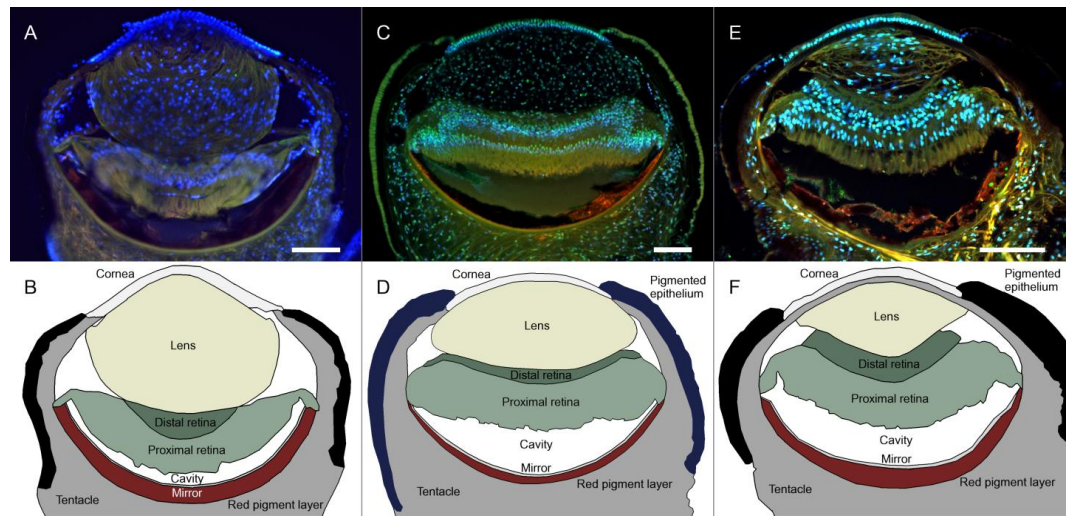 A
C
E
B
Cornea
Lens
Distal retina
Proximal retina
Cavity
Mirror
Tentacle
Red pigment layer
D
Cornea
Pigmented
epithelium
Lens
Distal retina
Proximal retina
Cavity
Mirror
Tentacle
Red pigment layer
F
Cornea
Pigmented
epithelium
Lens
Distal retina
Proximal retina
Cavity
Mirror
Tentacle
Red pigment layer